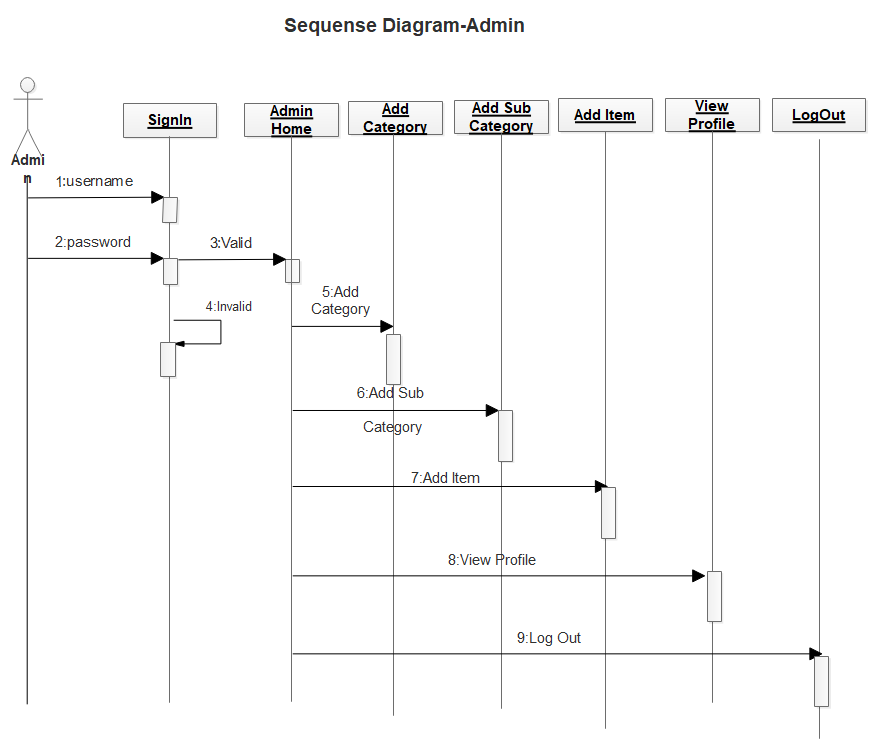 Sequense Diagram-Admin
Admi
n
SignIn
Admin
Home
Add
Category
Add Sub
Category
Add Item
View
Profile
LogOut
1:username
2:password
3:Valid
4:Invalid
5:Add
Category
6:Add Sub
Category
7:Add Item
8:View Profile
9:Log Out